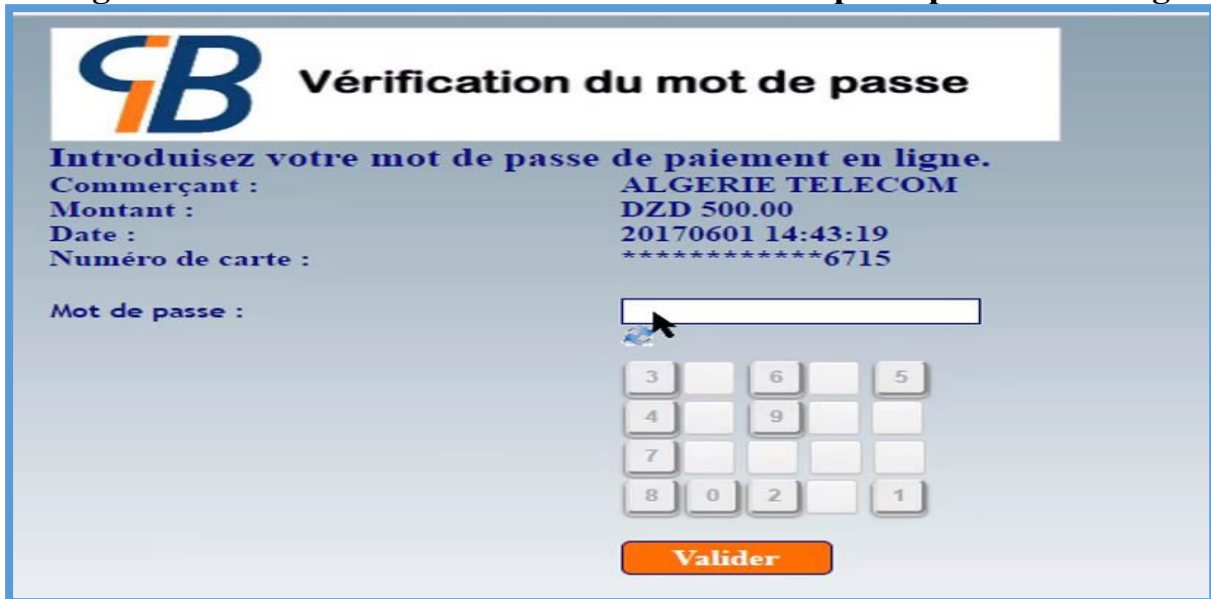 CIB
Vérification du mot de passe
Introduisez votre mot de passe de paiement en ligne.
Commerçant : ALGERIE TELECOM
Montant : DZD 500.00
Date : 20170601 14:43:19
Numéro de carte : ************6715
Mot de passe :
3 6 5
4 9
7
8 0 2 1
Valider